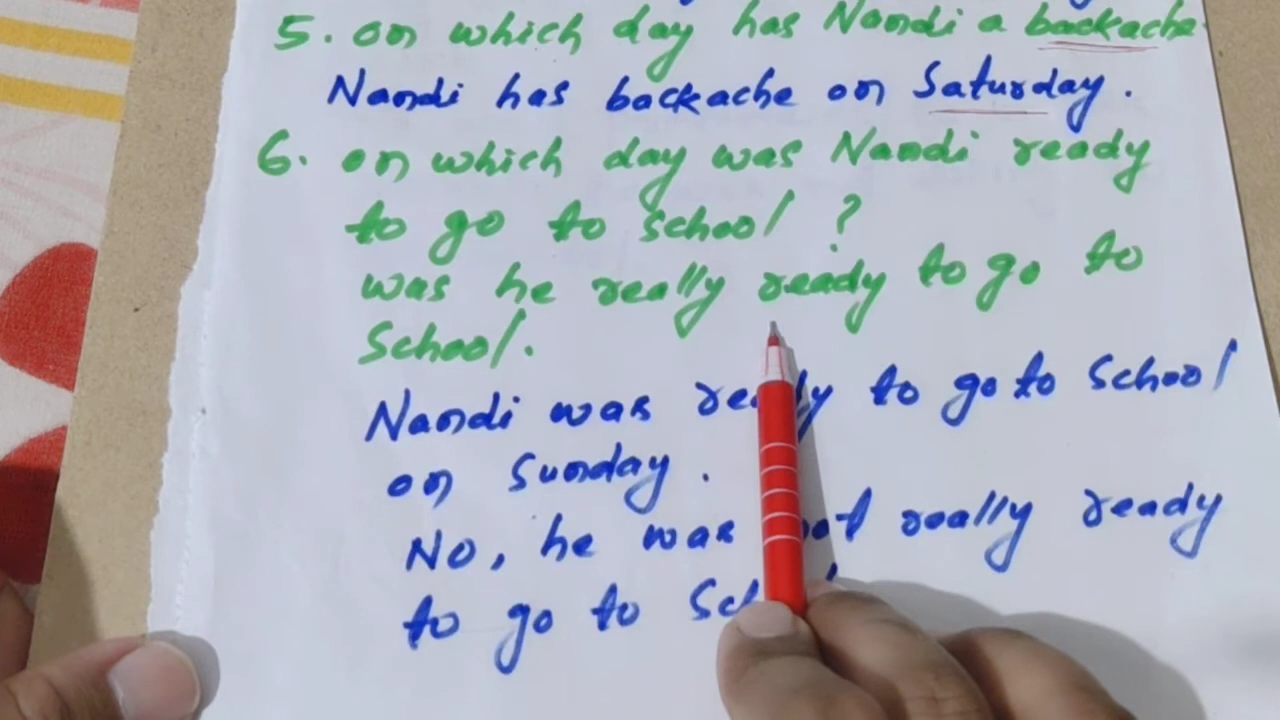 5. on which day has Nandi a backache
Nandi has backache on Saturday.
6. on which day was Nandi ready
to go to school ?
was he really ready to go to
School.
Nandi was ready to go to School
on Sunday.
No, he was not really ready
to go to